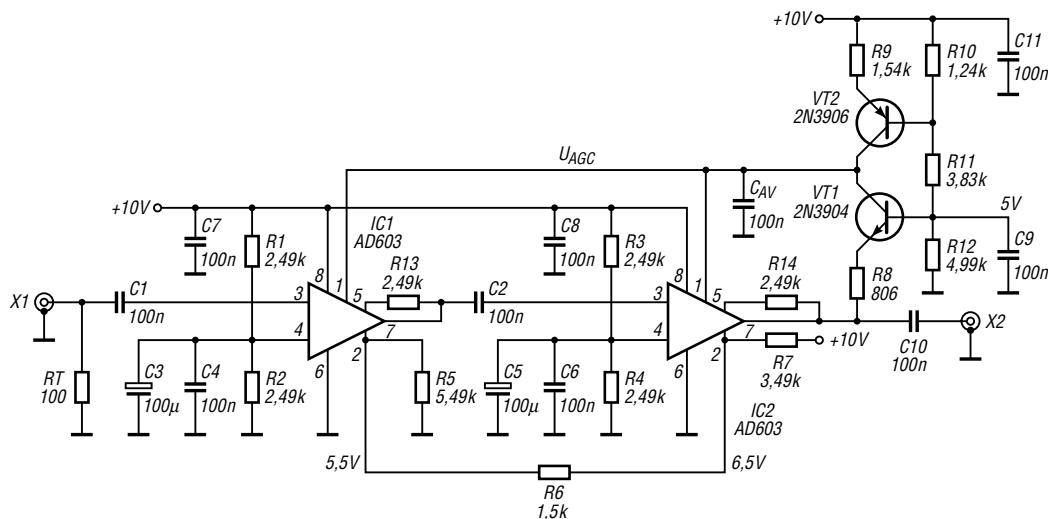 +10V
R9
1,54k
R10
1,24k
C11
100n
VT2
2N3906
R11
3,83k
UAGC
CAV
100n
VT1
2N3904
5V
R12
4,99k
C9
100n
R8
806
+10V
C7
100n
R1
2,49k
IC1
AD603
C8
100n
R3
2,49k
R13
2,49k
R14
2,49k
8
1
5
3
4
7
2
6
8
1
5
3
4
7
2
6
X1
C1
100n
C2
100n
+10V
C10
100n
X2
RT
100
C3
100µ
C4
100n
R2
2,49k
R5
5,49k
C5
100µ
C6
100n
R4
2,49k
R7
3,49k
IC2
AD603
5,5V
6,5V
R6
1,5k